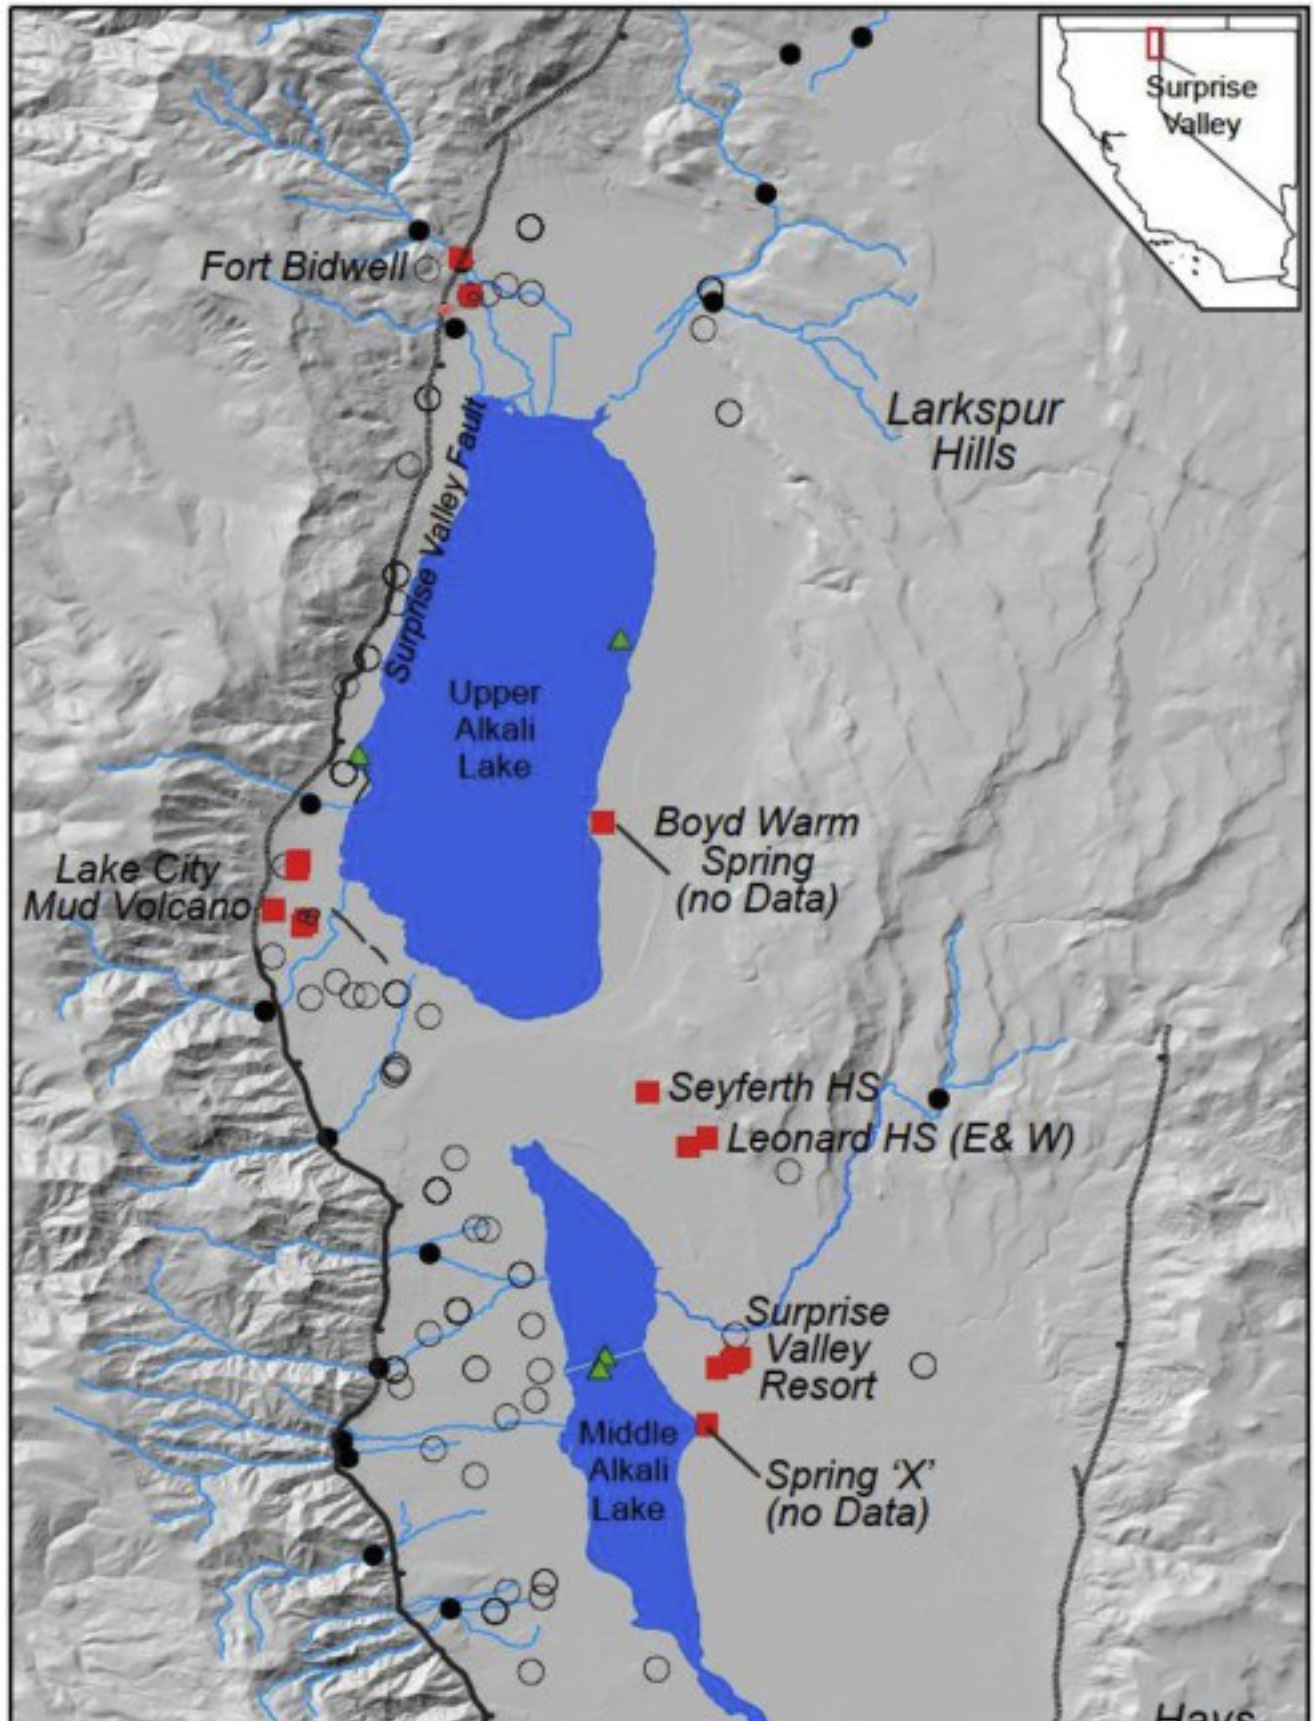 Surprise
Valley
Fort Bidwell
Larkspur
Hills
Surprise Valley Fault
Upper
Alkali
Lake
Boyd Warm
Spring
(no Data)
Lake City
Mud Volcano
Seyferth HS
Leonard HS (E& W)
Surprise
Valley
Resort
Middle
Alkali
Lake
Spring ‘X’
(no Data)
Hays